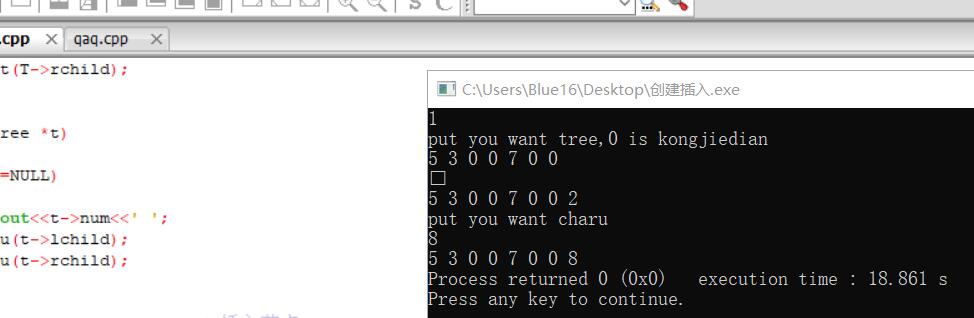 .cpp
qaq.cpp
t(T->rchild);
ree *t)
=NULL)
out<<t->num<<' ';
u(t->lchild);
u(t->rchild);
C:\Users\Blue16\Desktop\创建插入.exe
1
put you want tree,0 is kongjiedian
5 3 0 0 7 0 0
□
5 3 0 0 7 0 0 2
put you want charu
8
5 3 0 0 7 0 0 8
Process returned 0 (0x0)   execution time : 18.861 s
Press any key to continue.